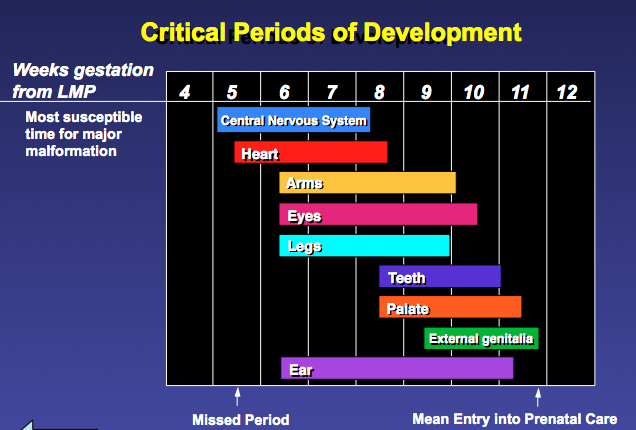 Critical Periods of Development
Weeks gestation
from LMP
4 5 6 7 8 9 10 11 12
Most susceptible
time for major
malformation
Central Nervous System
Heart
Arms
Eyes
Legs
Teeth
Palate
External genitalia
Ear
Missed Period
Mean Entry into Prenatal Care